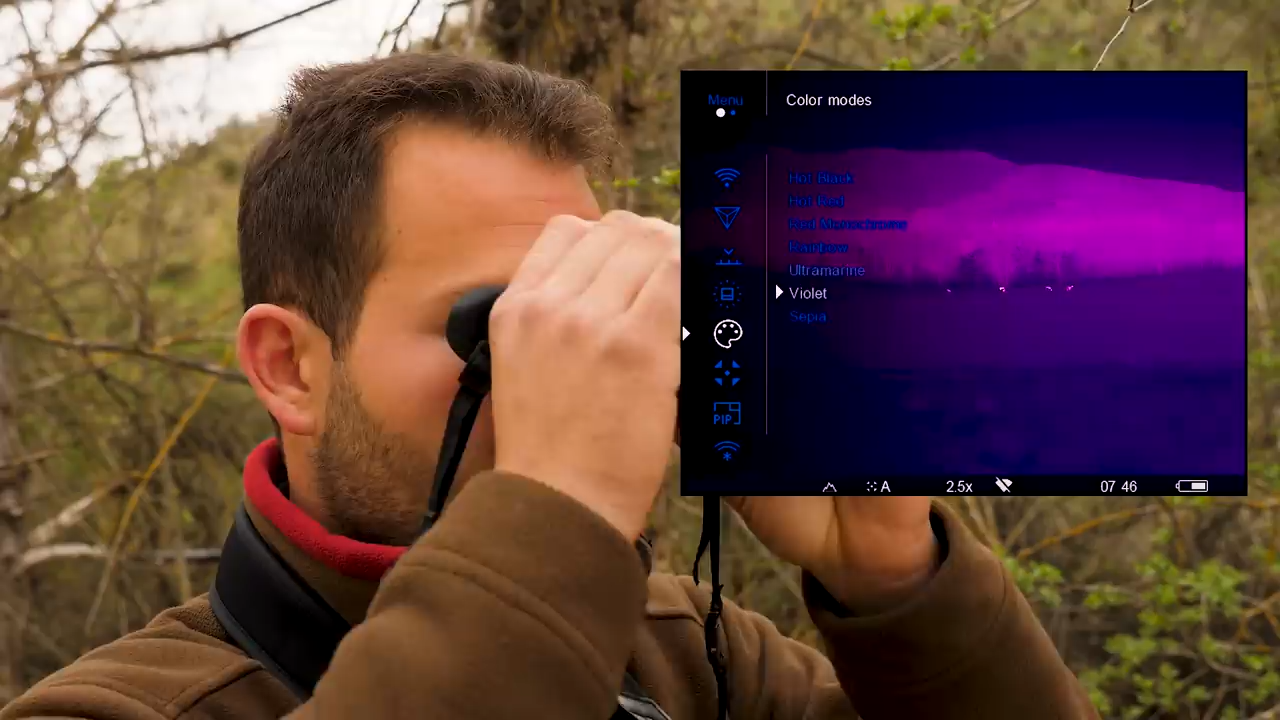 Menu
Color modes
Hot Black
Hot Red
Red Monochrome
Rainbow
Ultramarine
Violet
Sepia
PIP
A
2.5x
07 46